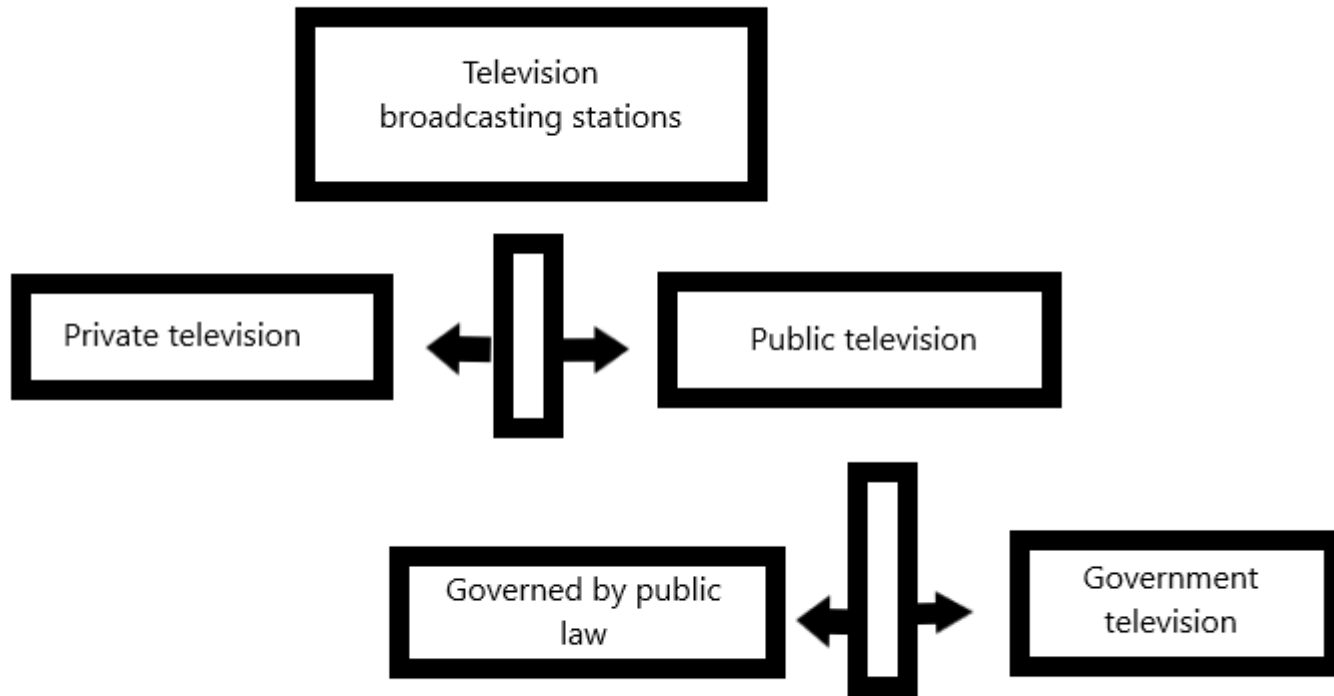 Television
broadcasting stations
Private television
Public television
Governed by public
law
Government
television